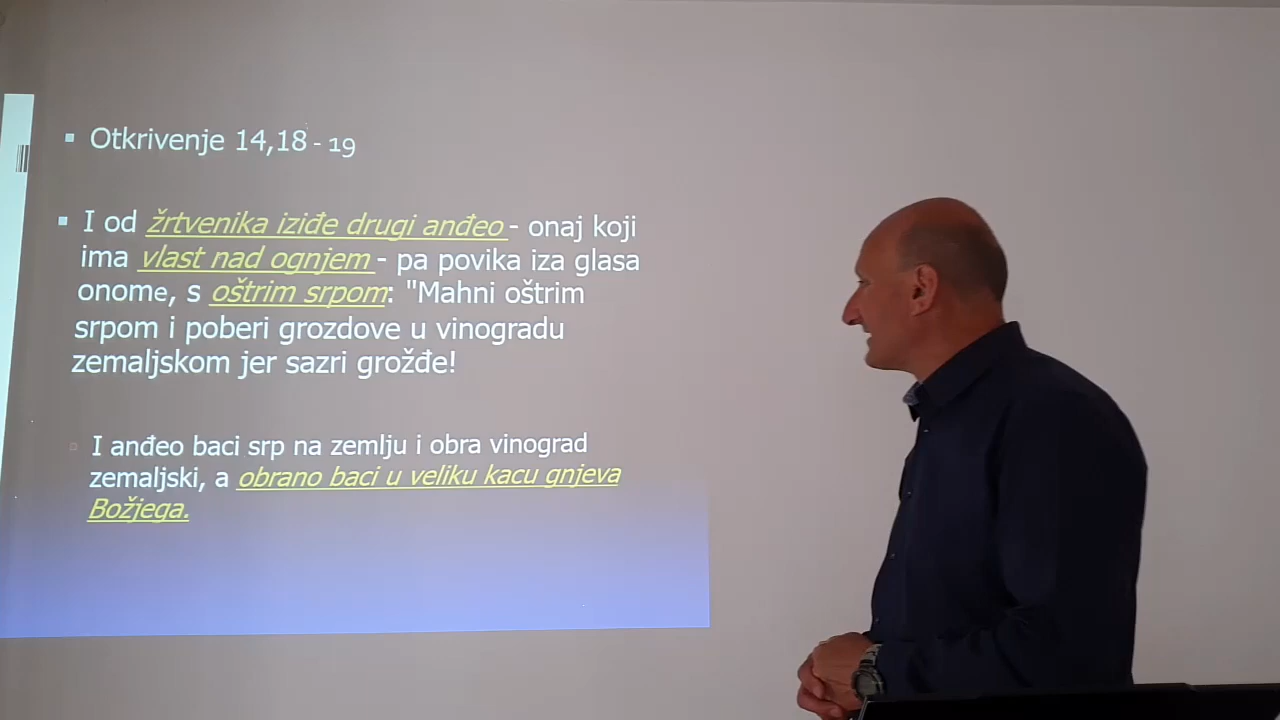 Otkrivenje 14,18 - 19
I od žrtvenika iziđe drugi anđeo - onaj koji
ima vlast nad ognjem - pa povika iza glasa
onome, s oštrim srpom: "Mahni oštrim
srpom i poberi grozdove u vinogradu
zemaljskom jer sazri grožđe!
I anđeo baci srp na zemlju i obra vinograd
zemaljski, a obrano baci u veliku kacu gnjeva
Božjega.